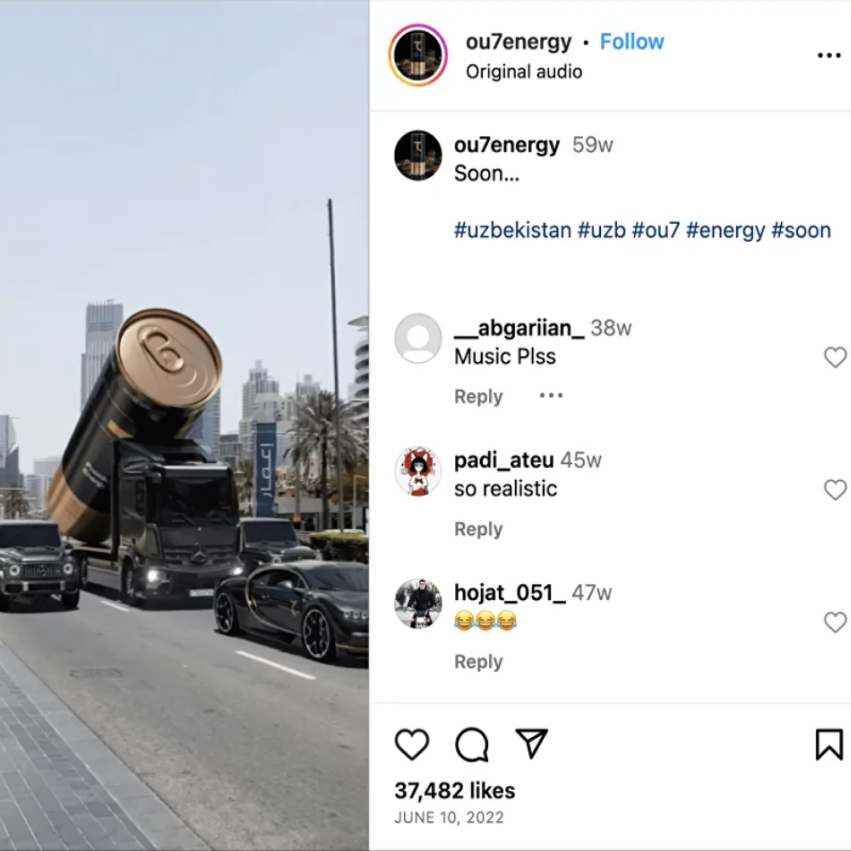 ou7energy • Follow
Original audio
ou7energy 59w
Soon...
#uzbekistan #uzb #ou7 #energy #soon
__abgariian_ 38w
Music Plss
Reply
padi_ateu 45w
so realistic
Reply
hojat_051_ 47w
😂😂😂
Reply
إعمار
37,482 likes
JUNE 10, 2022